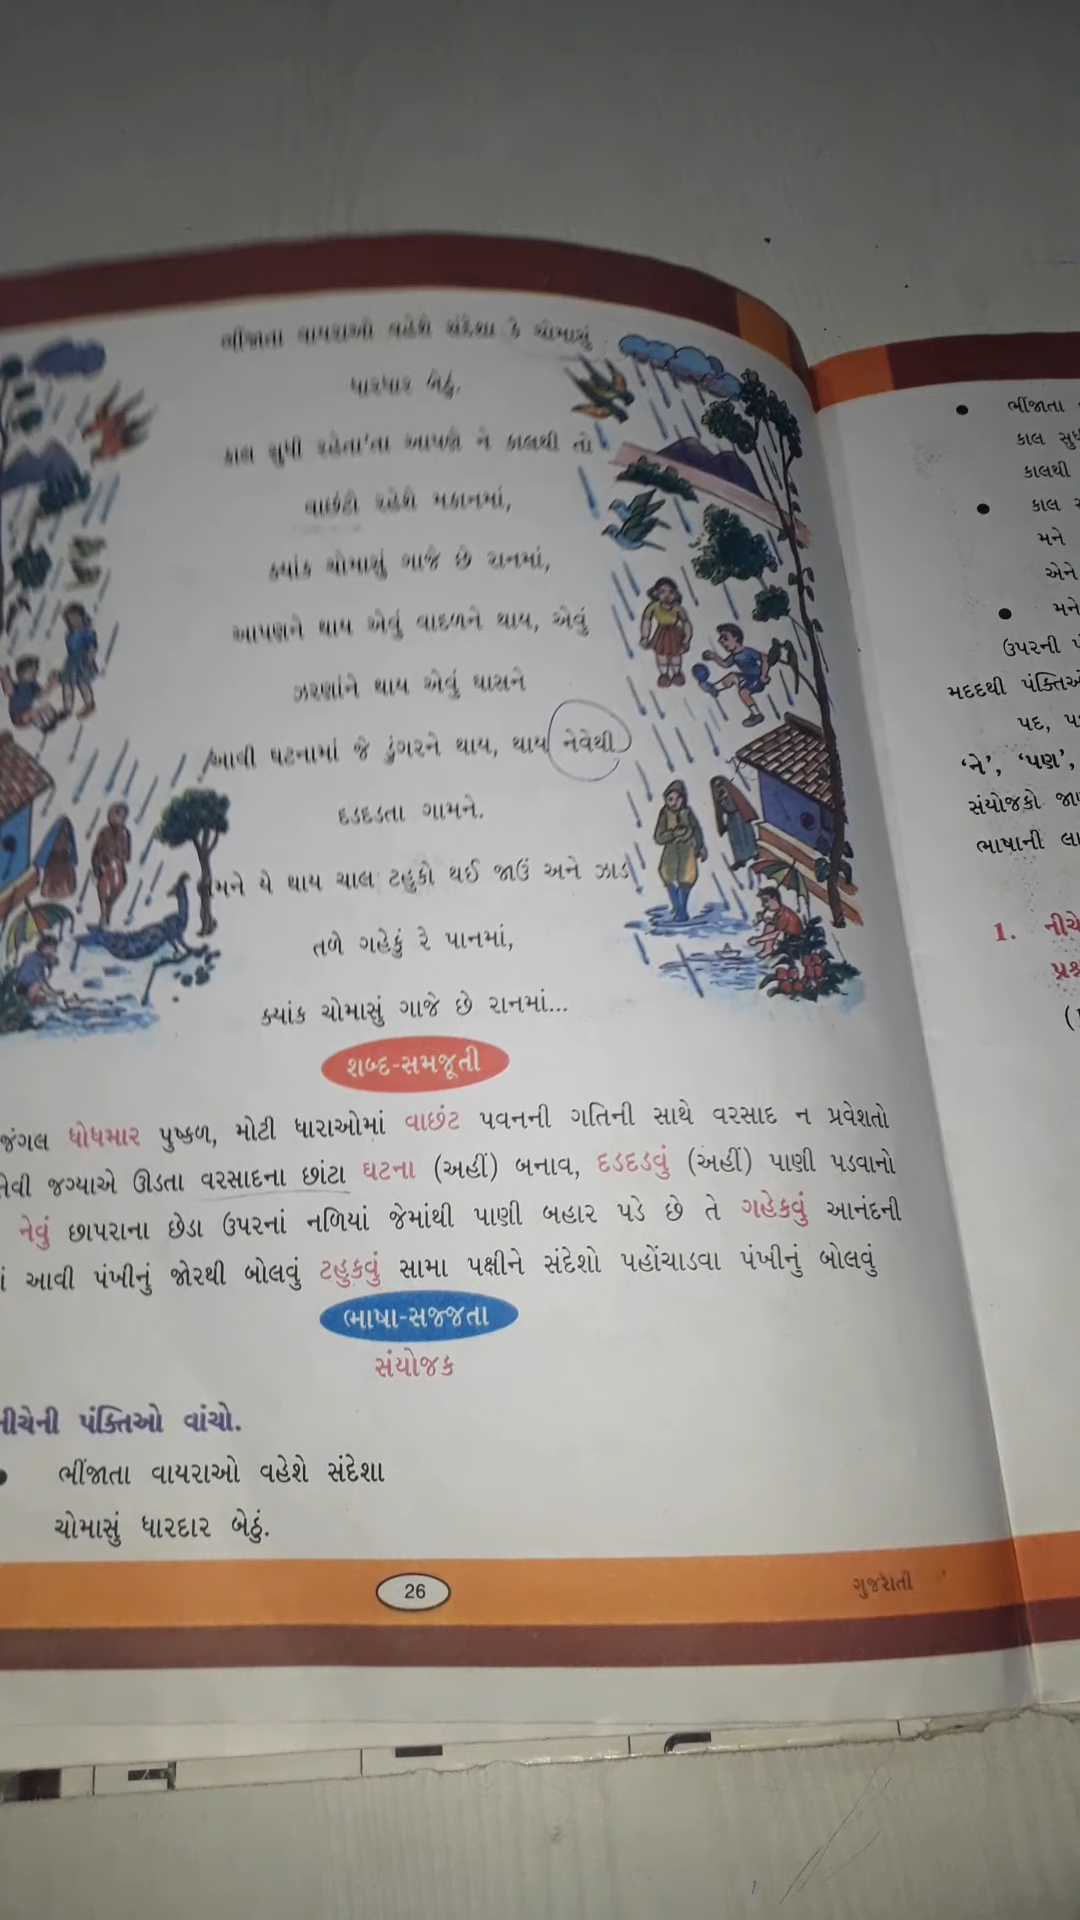 ભીંજાતા વાયરાઓ વહેશે સંદેશા કે ચોમાસું
ધારધાર બેઠું.
કાલ સુધી રહેતા'તા આપણે ને કાલથી તો
વાછંટો રહેશે મકાનમાં,
ક્યાંક ચોમાસું ગાજે છે રાનમાં,
આપણને થાય એવું વાદળને થાય, એવું
ઝરણાંને થાય એવું ઘાસને
આવી ઘટનામાં જે ડુંગરને થાય, થાય નેવેથી
દડદડતા ગામને.
મને યે થાય ચાલ ટહુકો થઈ જાઉં અને ઝાડ
તળે ગહેકું રે પાનમાં,
ક્યાંક ચોમાસું ગાજે છે રાનમાં...
શબ્દ-સમજૂતી
જંગલ ધોધમાર પુષ્કળ, મોટી ધારાઓમાં વાછંટ પવનની ગતિની સાથે વરસાદ ન પ્રવેશતો
જગ્યાએ ઊડતા વરસાદના છાંટા ઘટના (અહીં) બનાવ, દડદડવું (અહીં) પાણી પડવાનો
નેવું છાપરાના છેડા ઉપરનાં નળિયાં જેમાંથી પાણી બહાર પડે છે તે ગહેકવું આનંદની
આવી પંખીનું જોરથી બોલવું ટહુકવું સામા પક્ષીને સંદેશો પહોંચાડવા પંખીનું બોલવું
ભાષા-સજ્જતા
સંયોજક
નીચેની પંક્તિઓ વાંચો.
ભીંજાતા વાયરાઓ વહેશે સંદેશા
ચોમાસું ધારદાર બેઠું.
26
ગુજરાતી
ભીંજાતા
કાલ
કાલથી
કાલ
મને
એને
મને
ઉપરની
મદદથી
પદ,
‘ને’, ‘પણ’,
સંયોજકો
ભાષાની
1.